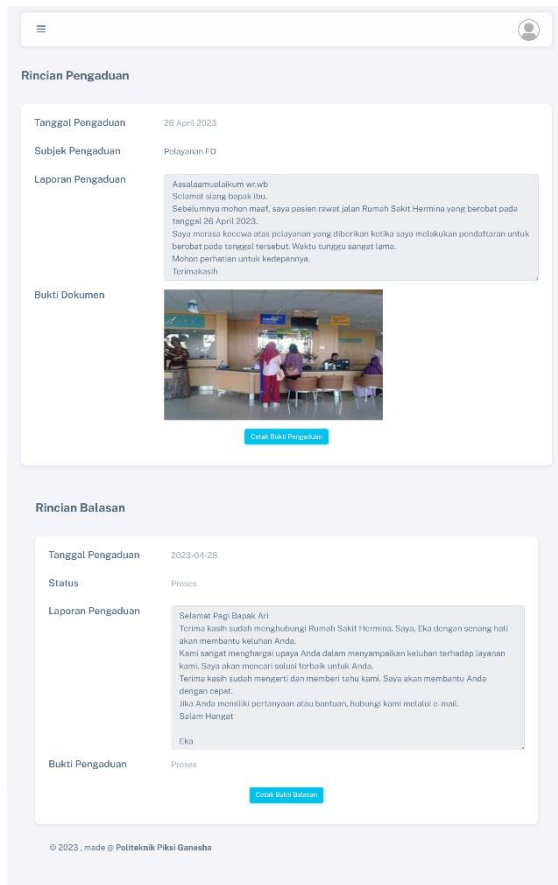 Rincian Pengaduan
Tanggal Pengaduan 28 April 2023
Subjek Pengaduan Pelayanan FO
Laporan Pengaduan
Assalaamualaikum wr.wb
Selamat siang bapak ibu.
Sebelumnya mohon maaf, saya pasien rawat jalan Rumah Sakit Hermina yang berobat pada
tanggal 26 April 2023.
Saya merasa kecewa atas pelayanan yang diberikan ketika saya melakukan pendaftaran untuk
berobat pada tanggal tersebut. Waktu tunggu sangat lama.
Mohon perhatian untuk kedepannya.
Terimakasih
Bukti Dokumen
Cetak Bukti Pengaduan
Rincian Balasan
Tanggal Pengaduan 2023-04-28
Status Proses
Laporan Pengaduan
Selamat Pagi Bapak Ari
Terima kasih sudah menghubungi Rumah Sakit Hermina. Saya, Eka dengan senang hati
akan membantu keluhan Anda.
Kami sangat menghargai upaya Anda dalam menyampaikan keluhan terhadap layanan
kami. Saya akan mencari solusi terbaik untuk Anda.
Terima kasih sudah mengerti dan memberi tahu kami. Saya akan membantu Anda
dengan cepat.
Jika Anda memiliki pertanyaan atau bantuan, hubungi kami melalui e-mail.
Salam Hangat
Eka
Bukti Pengaduan Proses
Cetak Bukti Balasan
© 2023 , made @ Politeknik Piksi Ganesha